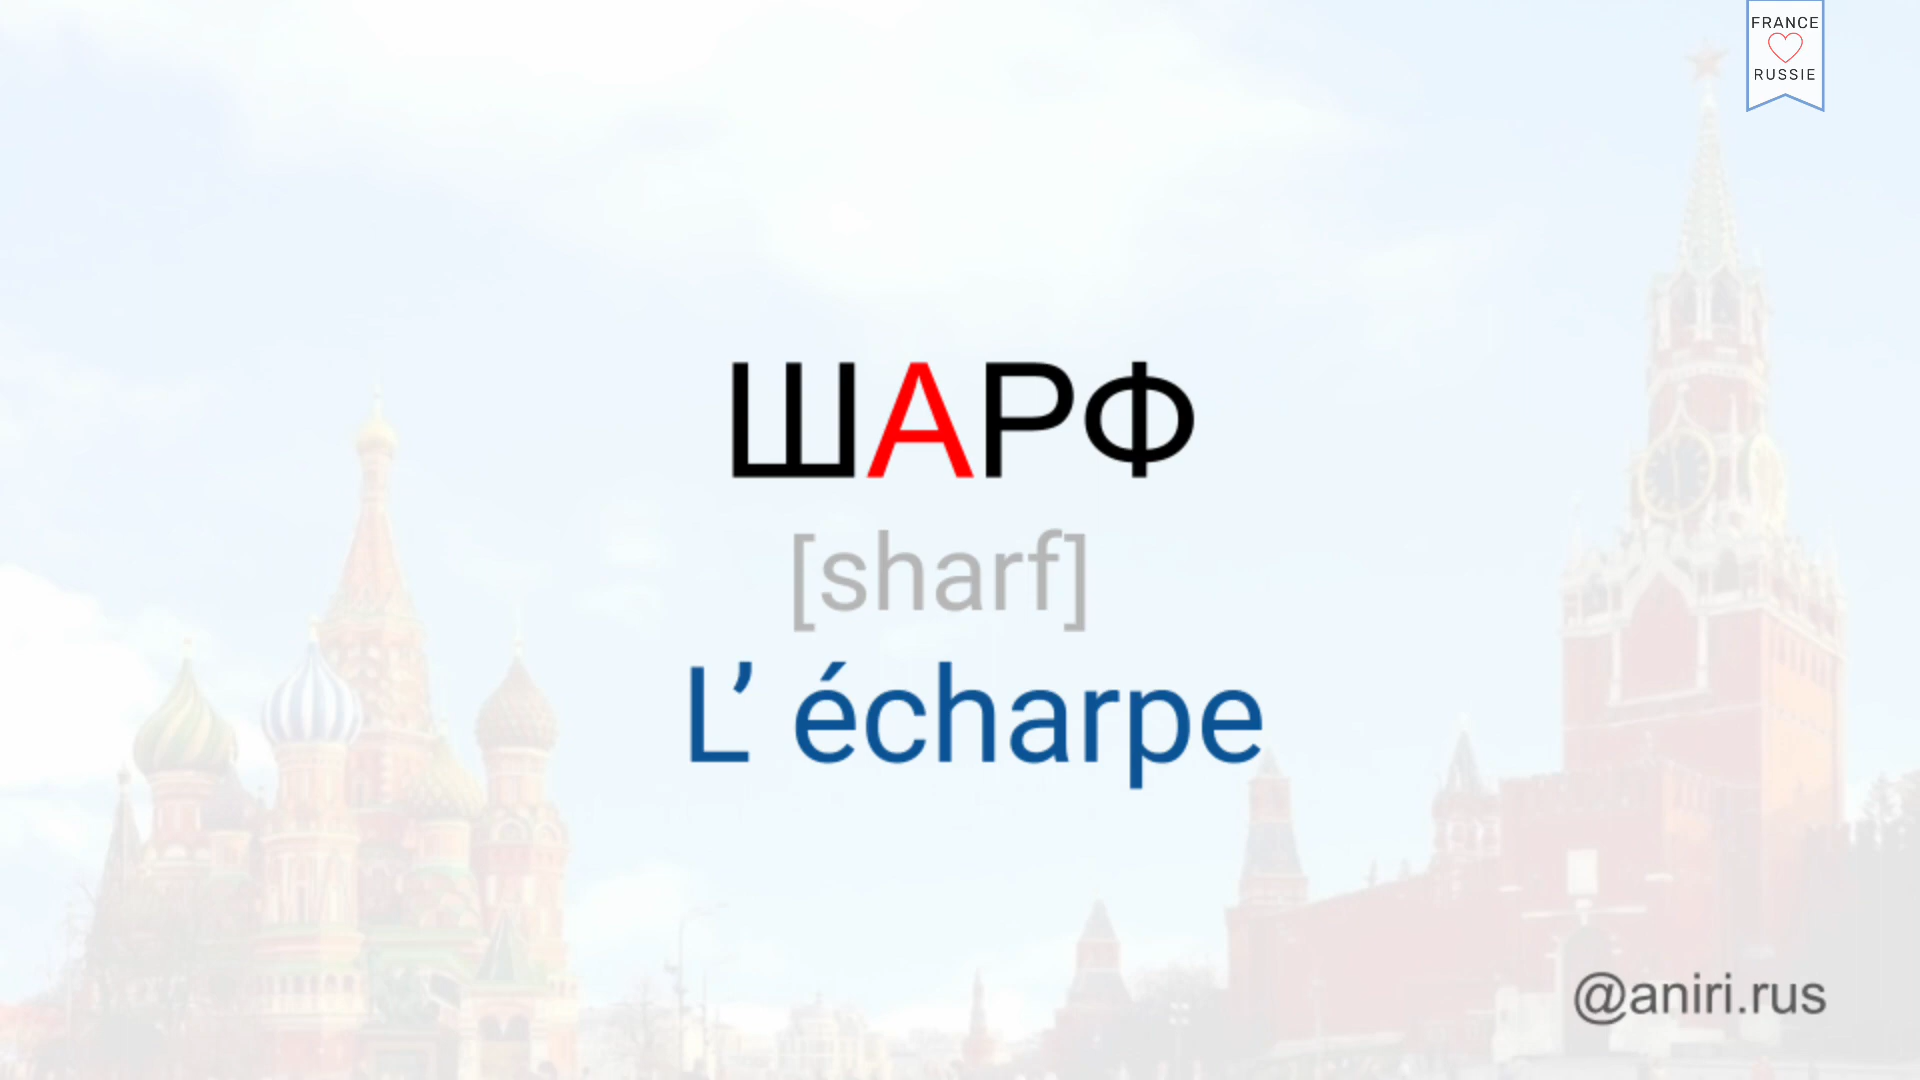 FRANCE
RUSSIE
ШАРФ
[sharf]
L’ écharpe
@aniri.rus